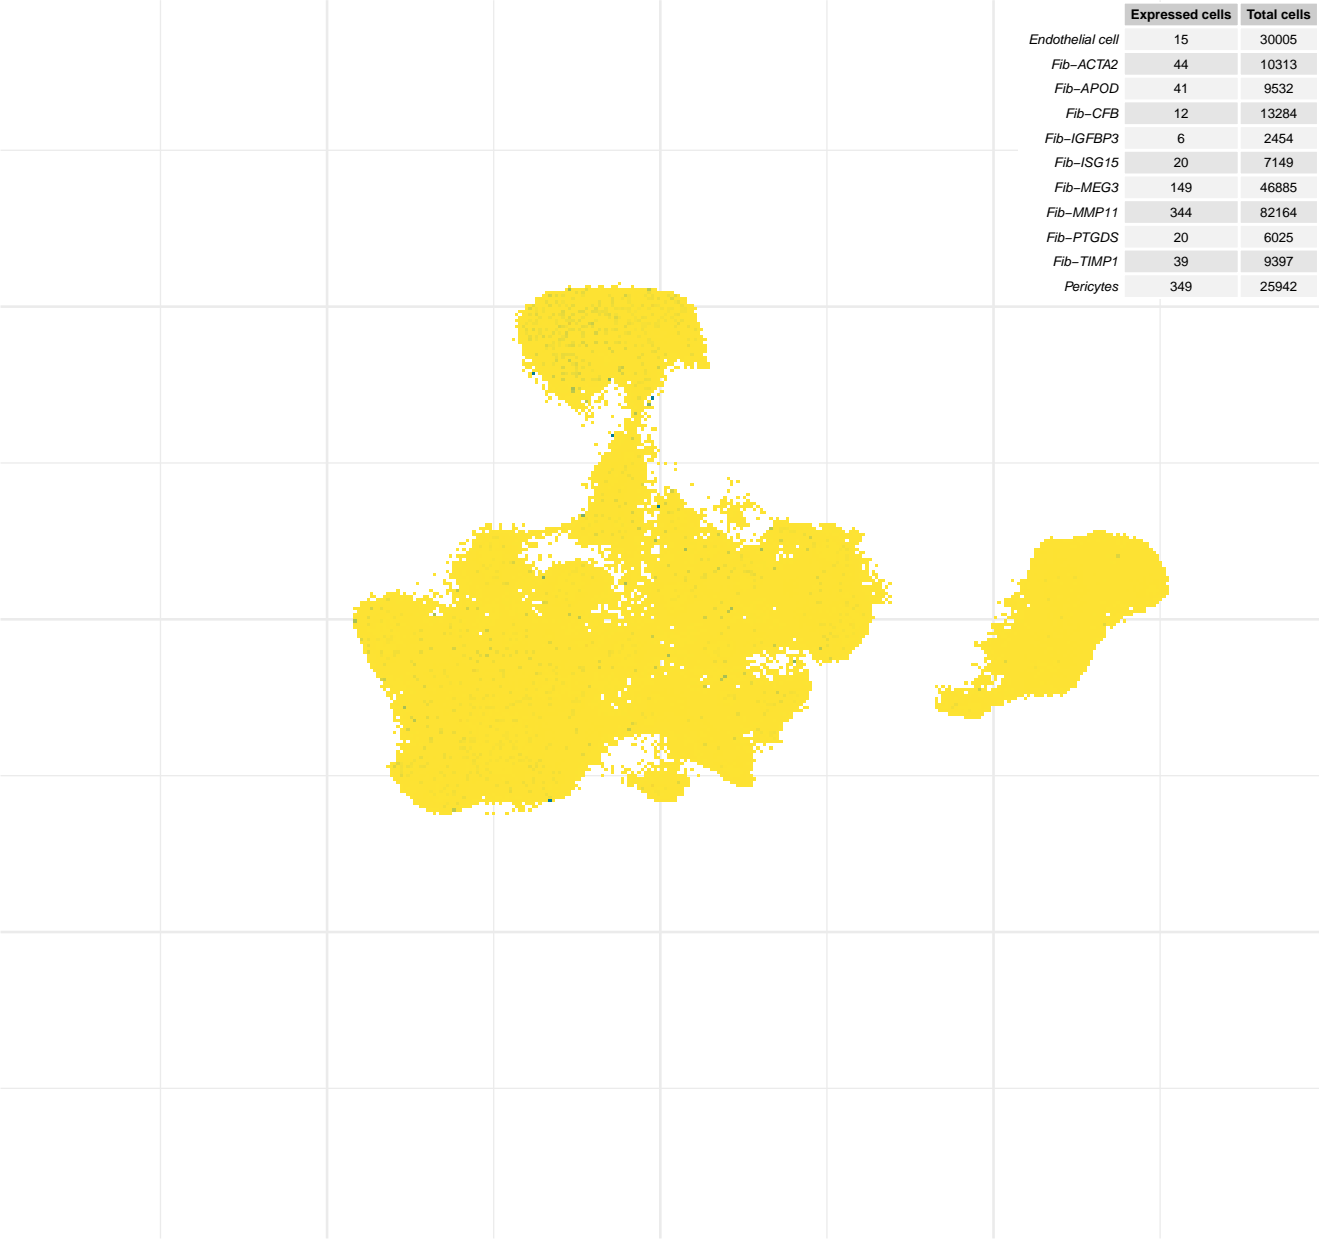 Expressed cells Total cells
Endothelial cell 15 30005
Fib−ACTA2 44 10313
Fib−APOD 41 9532
Fib−CFB 12 13284
Fib−IGFBP3 6 2454
Fib−ISG15 20 7149
Fib−MEG3 149 46885
Fib−MMP11 344 82164
Fib−PTGDS 20 6025
Fib−TIMP1 39 9397
Pericytes 349 25942